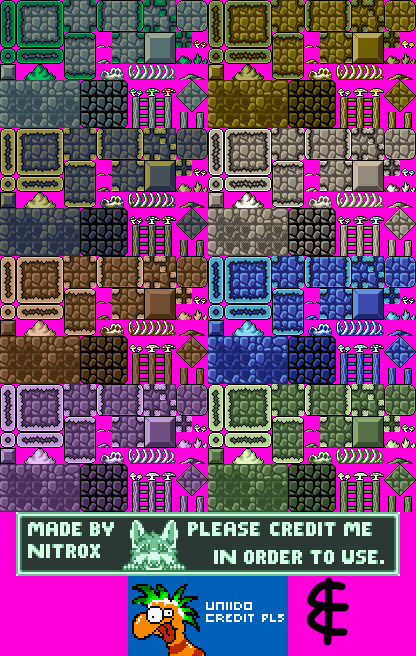 MADE BY
NITROX
PLEASE CREDIT ME
IN ORDER TO USE.
UNIIDO
CREDIT PLS